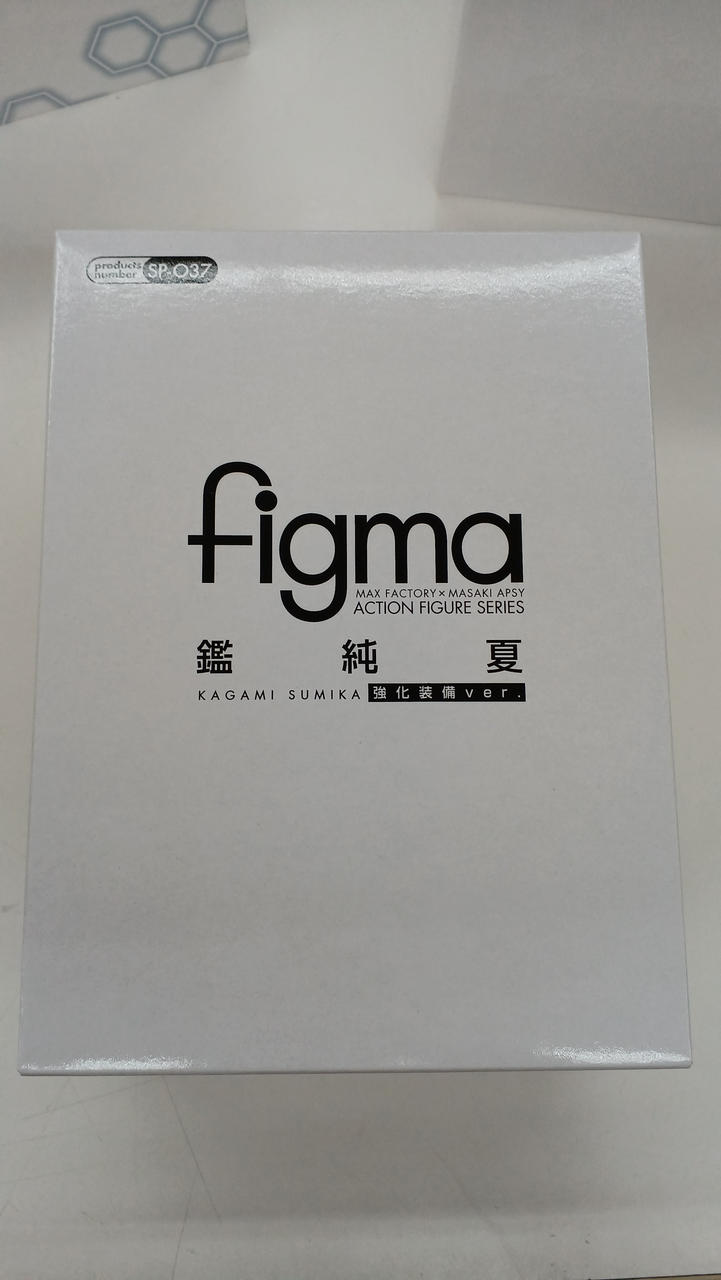 products number SP-037
figma
MAX FACTORY×MASAKI APSY
ACTION FIGURE SERIES
鑑 純 夏
KAGAMI SUMIKA 強化装備ver.